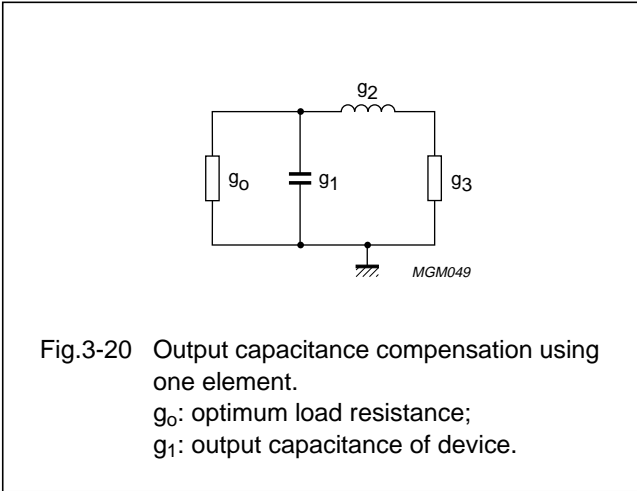 g2
go
g1
g3
MGM049
Fig.3-20 Output capacitance compensation using
one element.
go: optimum load resistance;
g1: output capacitance of device.